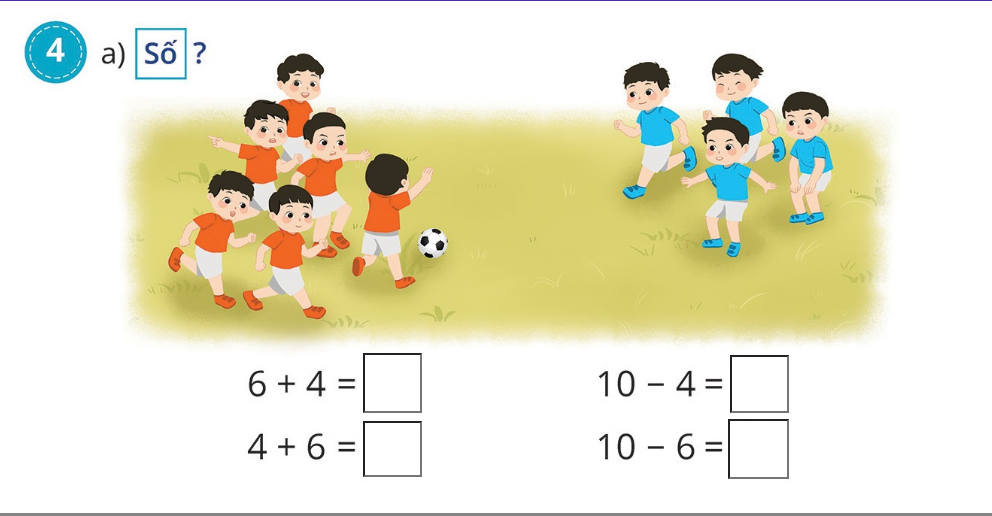 4 a) Số ?
6 + 4 =
10 − 4 =
4 + 6 =
10 − 6 =